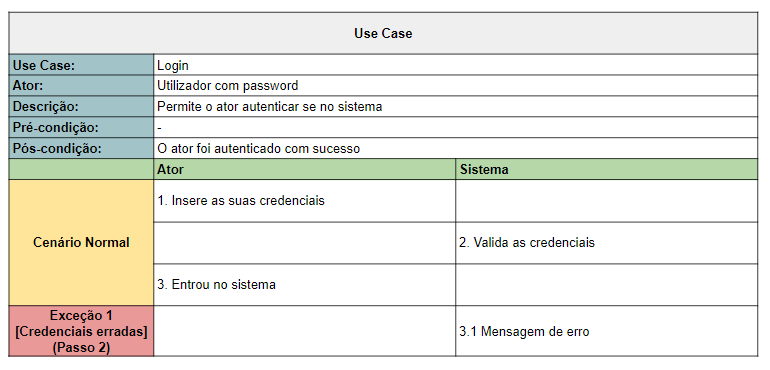 Use Case
Use Case: Login
Ator: Utilizador com password
Descrição: Permite o ator autenticar se no sistema
Pré-condição: -
Pós-condição: O ator foi autenticado com sucesso
Ator Sistema
Cenário Normal
1. Insere as suas credenciais
2. Valida as credenciais
3. Entrou no sistema
Exceção 1
[Credenciais erradas]
(Passo 2)
3.1 Mensagem de erro